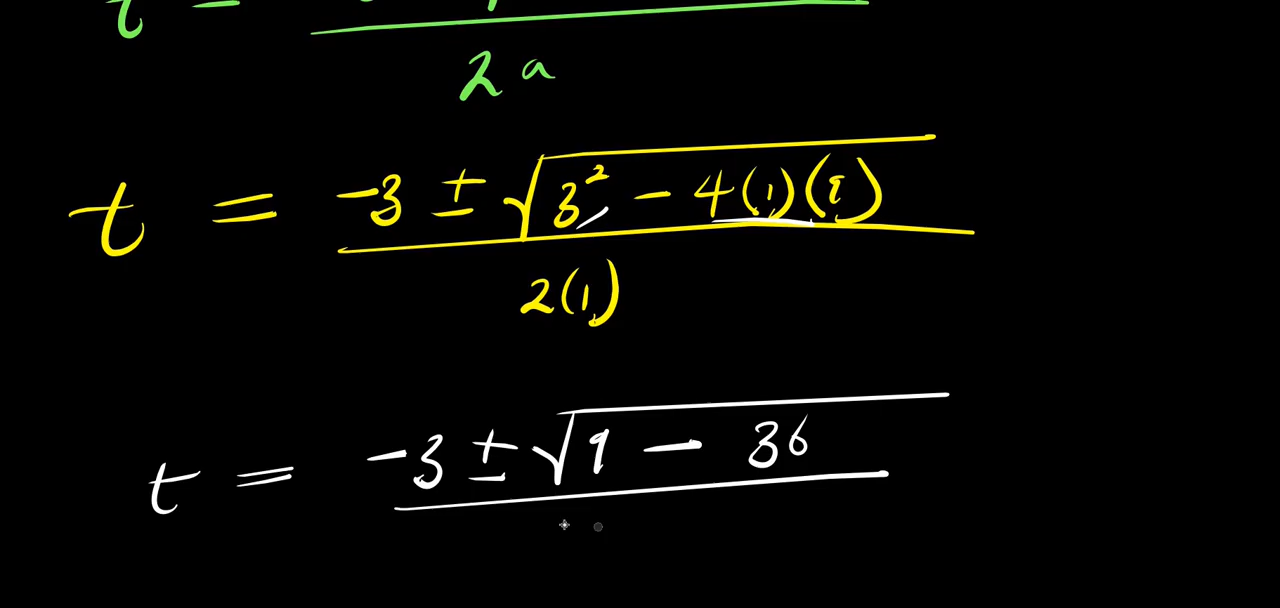 t =
2a
t = -3 ± √3² - 4(1)(9)
2(1)
t = -3 ± √9 - 36